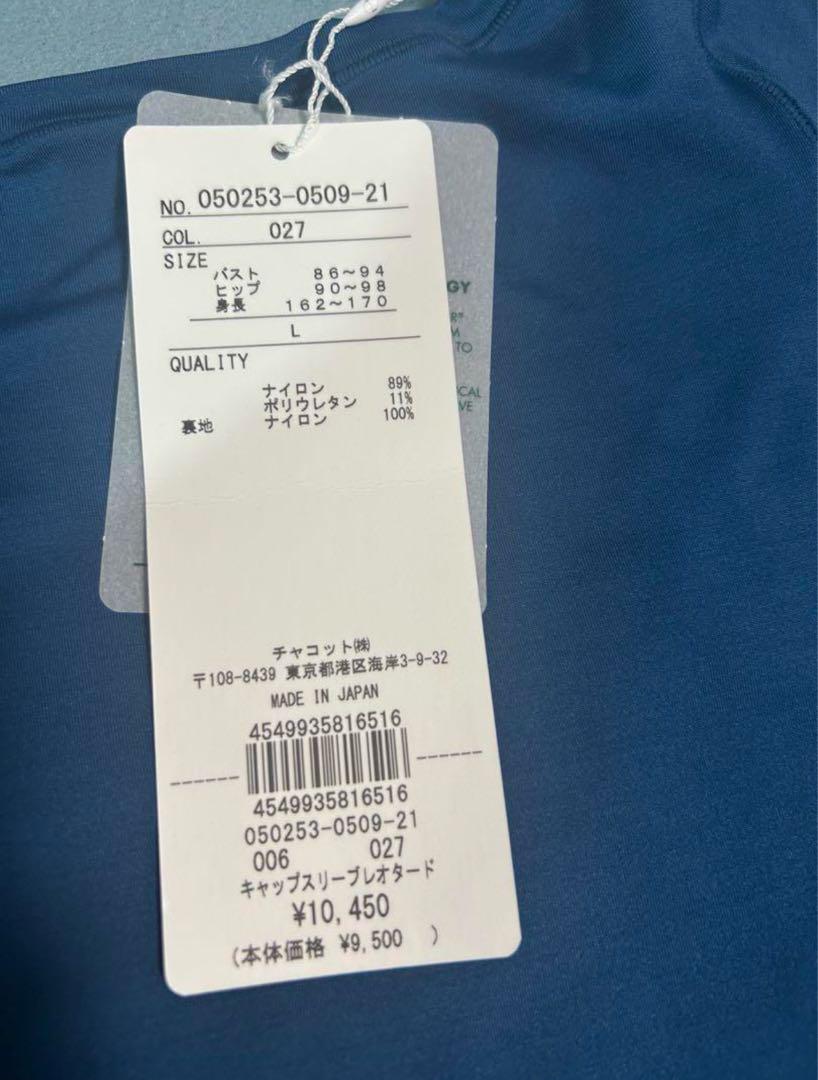 NO. 050253-0509-21
COL. 027
SIZE
バスト 86~94
ヒップ 90~98
身長 162~170
L
QUALITY
ナイロン 89%
ポリウレタン 11%
裏地 ナイロン 100%
チャコット㈱
〒108-8439 東京都港区海岸3-9-32
MADE IN JAPAN
4549935816516
4549935816516
050253-0509-21
006 027
キャップスリーブレオタード
¥10,450
(本体価格 ¥9,500 )
GY
R®
M
TO
CAL
VE